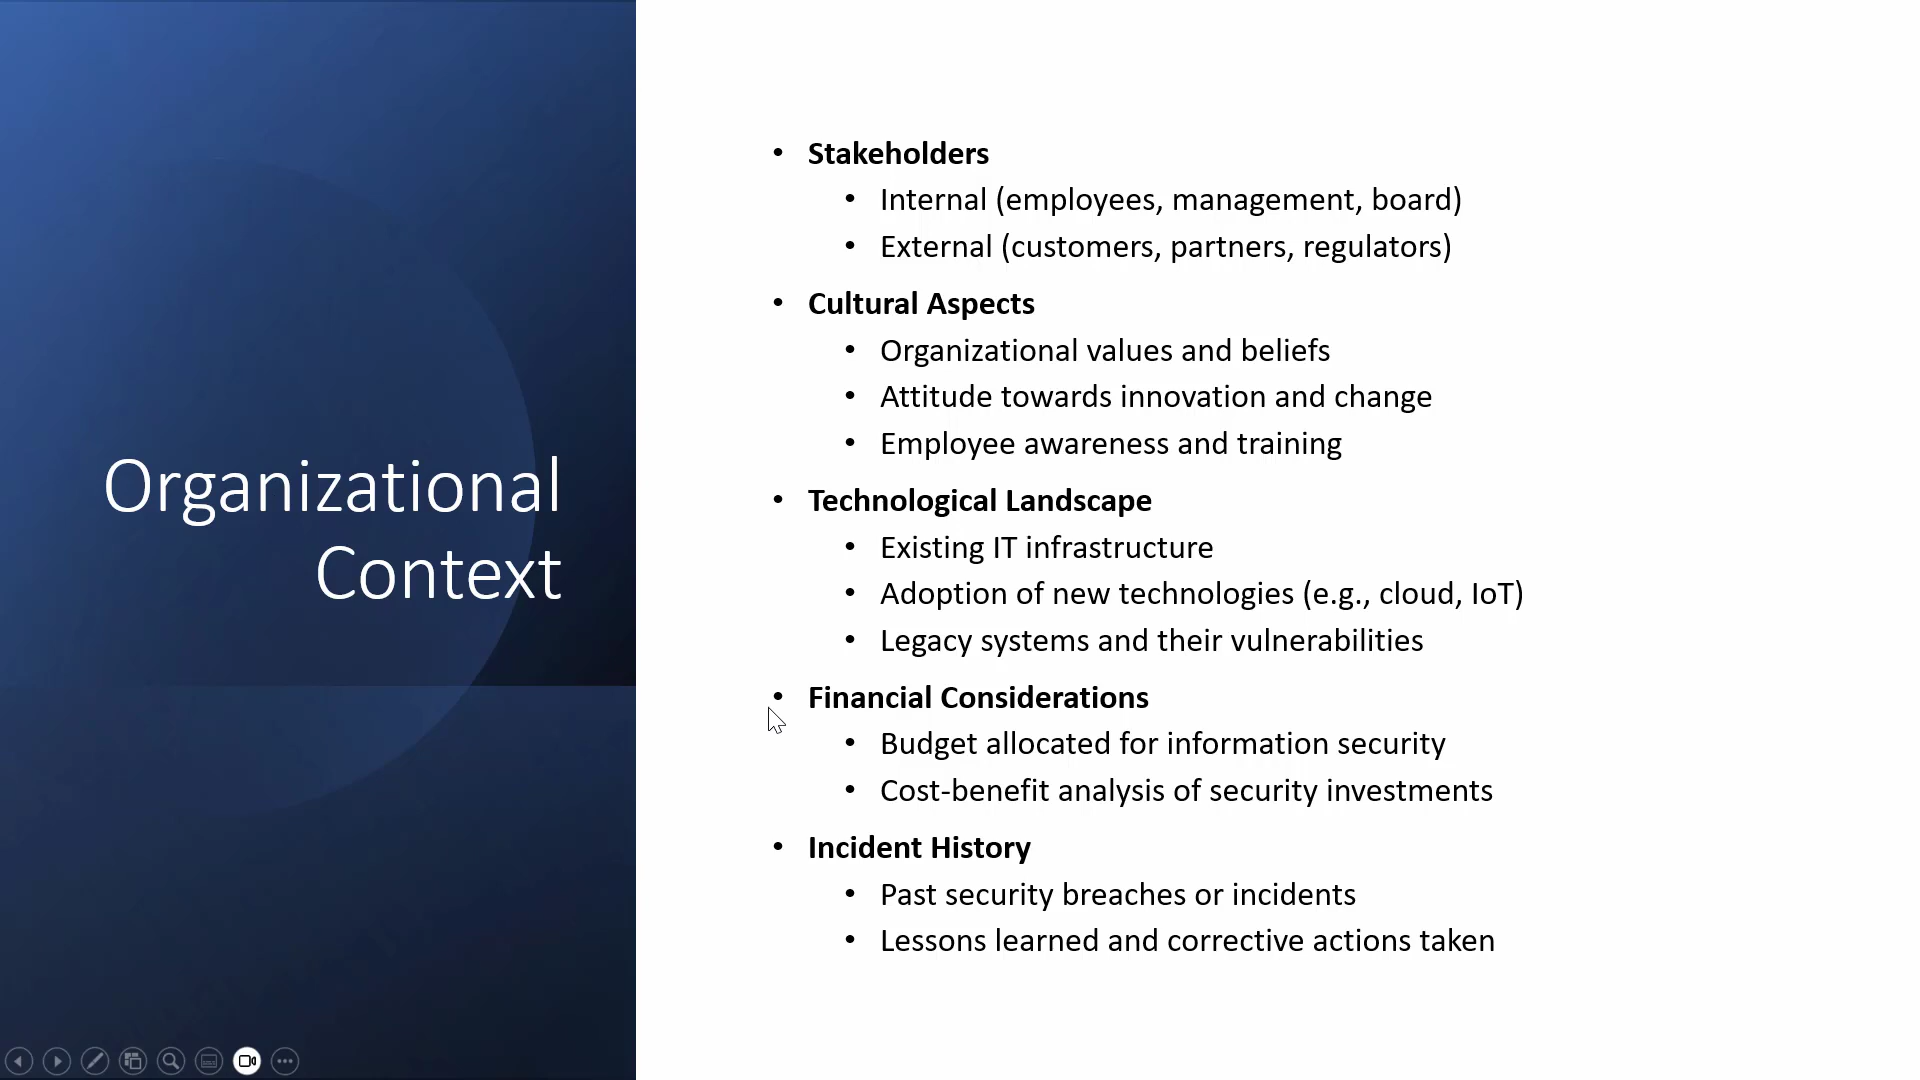 Organizational
Context
• Stakeholders
• Internal (employees, management, board)
• External (customers, partners, regulators)
• Cultural Aspects
• Organizational values and beliefs
• Attitude towards innovation and change
• Employee awareness and training
• Technological Landscape
• Existing IT infrastructure
• Adoption of new technologies (e.g., cloud, IoT)
• Legacy systems and their vulnerabilities
• Financial Considerations
• Budget allocated for information security
• Cost-benefit analysis of security investments
• Incident History
• Past security breaches or incidents
• Lessons learned and corrective actions taken